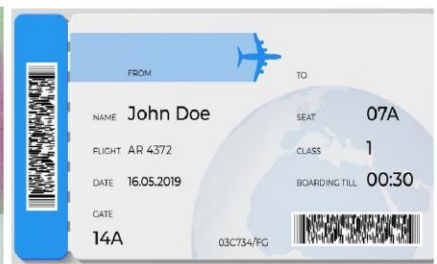 FROM TO
NAME John Doe SEAT 07A
FLIGHT AR 4372 CLASS 1
DATE 16.05.2019 BOARDING TILL 00:30
GATE
14A 03C734/FG